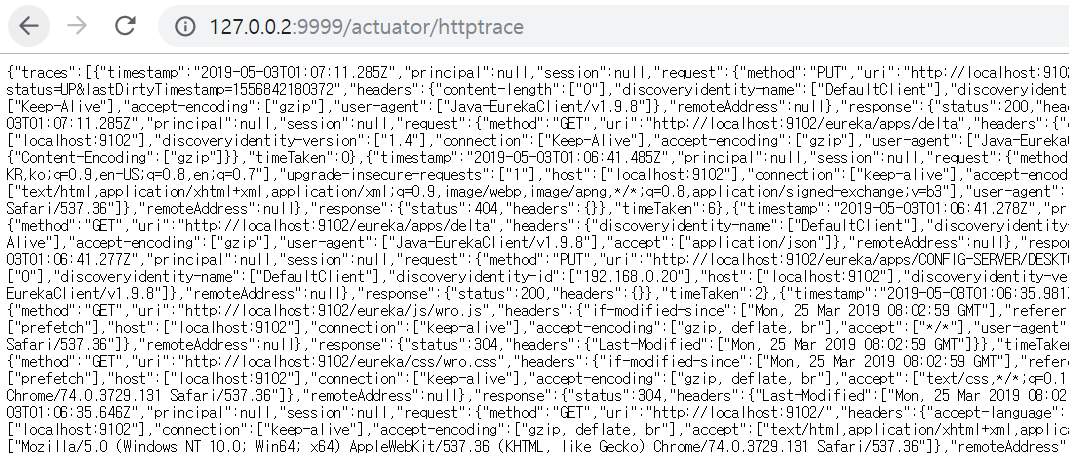 127.0.0.2:9999/actuator/httptrace
{"traces":[{"timestamp":"2019-05-03T01:07:11.285Z","principal":null,"session":null,"request":{"method":"PUT","uri":"http://localhost:9102
status=UP&lastDirtyTimestamp=1556842180372","headers":{"content-length":["0"],"discoveryidentity-name":["DefaultClient"],"discoveryident
["Keep-Alive"],"accept-encoding":["gzip"],"user-agent":["Java-EurekaClient/v1.9.8"]},"remoteAddress":null},"response":{"status":200,"heade
03T01:07:11.285Z","principal":null,"session":null,"request":{"method":"GET","uri":"http://localhost:9102/eureka/apps/delta","headers":{"d
["localhost:9102"],"discoveryidentity-version":["1.4"],"connection":["Keep-Alive"],"accept-encoding":["gzip"],"user-agent":["Java-EurekaC
{"Content-Encoding":["gzip"]}},"timeTaken":0},{"timestamp":"2019-05-03T01:06:41.485Z","principal":null,"session":null,"request":{"method
KR,ko;q=0.9,en-US;q=0.8,en;q=0.7"],"upgrade-insecure-requests":["1"],"host":["localhost:9102"],"connection":["keep-alive"],"accept-encod
["text/html,application/xhtml+xml,application/xml;q=0.9,image/webp,image/apng,*/*;q=0.8,application/signed-exchange;v=b3"],"user-agent":
Safari/537.36"]},"remoteAddress":null},"response":{"status":404,"headers":{}},"timeTaken":6},{"timestamp":"2019-05-03T01:06:41.278Z","pr
{"method":"GET","uri":"http://localhost:9102/eureka/apps/delta","headers":{"discoveryidentity-name":["DefaultClient"],"discoveryidentity-
Alive"],"accept-encoding":["gzip"],"user-agent":["Java-EurekaClient/v1.9.8"],"accept":["application/json"]},"remoteAddress":null},"respon
03T01:06:41.277Z","principal":null,"session":null,"request":{"method":"PUT","uri":"http://localhost:9102/eureka/apps/CONFIG-SERVER/DESKTO
["0"],"discoveryidentity-name":["DefaultClient"],"discoveryidentity-id":["192.168.0.20"],"host":["localhost:9102"],"discoveryidentity-ve
EurekaClient/v1.9.8"]},"remoteAddress":null},"response":{"status":200,"headers":{}},"timeTaken":2},{"timestamp":"2019-05-03T01:06:35.981Z
{"method":"GET","uri":"http://localhost:9102/eureka/js/wro.js","headers":{"if-modified-since":["Mon, 25 Mar 2019 08:02:59 GMT"],"referer
["prefetch"],"host":["localhost:9102"],"connection":["keep-alive"],"accept-encoding":["gzip, deflate, br"],"accept":["*/*"],"user-agent"
Safari/537.36"]},"remoteAddress":null},"response":{"status":304,"headers":{"Last-Modified":["Mon, 25 Mar 2019 08:02:59 GMT"]}},"timeTaken
{"method":"GET","uri":"http://localhost:9102/eureka/css/wro.css","headers":{"if-modified-since":["Mon, 25 Mar 2019 08:02:59 GMT"],"refere
["prefetch"],"host":["localhost:9102"],"connection":["keep-alive"],"accept-encoding":["gzip, deflate, br"],"accept":["text/css,*/*;q=0.1
Chrome/74.0.3729.131 Safari/537.36"]},"remoteAddress":null},"response":{"status":304,"headers":{"Last-Modified":["Mon, 25 Mar 2019 08:02
03T01:06:35.646Z","principal":null,"session":null,"request":{"method":"GET","uri":"http://localhost:9102/","headers":{"accept-language":
["localhost:9102"],"connection":["keep-alive"],"accept-encoding":["gzip, deflate, br"],"accept":["text/html,application/xhtml+xml,applica
["Mozilla/5.0 (Windows NT 10.0; Win64; x64) AppleWebKit/537.36 (KHTML, like Gecko) Chrome/74.0.3729.131 Safari/537.36"]},"remoteAddress"